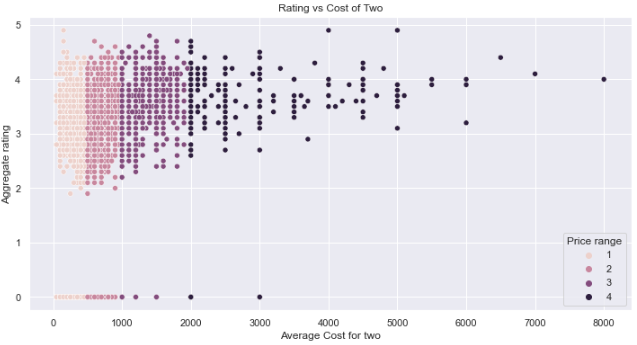 Rating vs Cost of Two
5
4
3
2
1
0
Aggregate rating
0 1000 2000 3000 4000 5000 6000 7000 8000
Average Cost for two
Price range
1
2
3
4